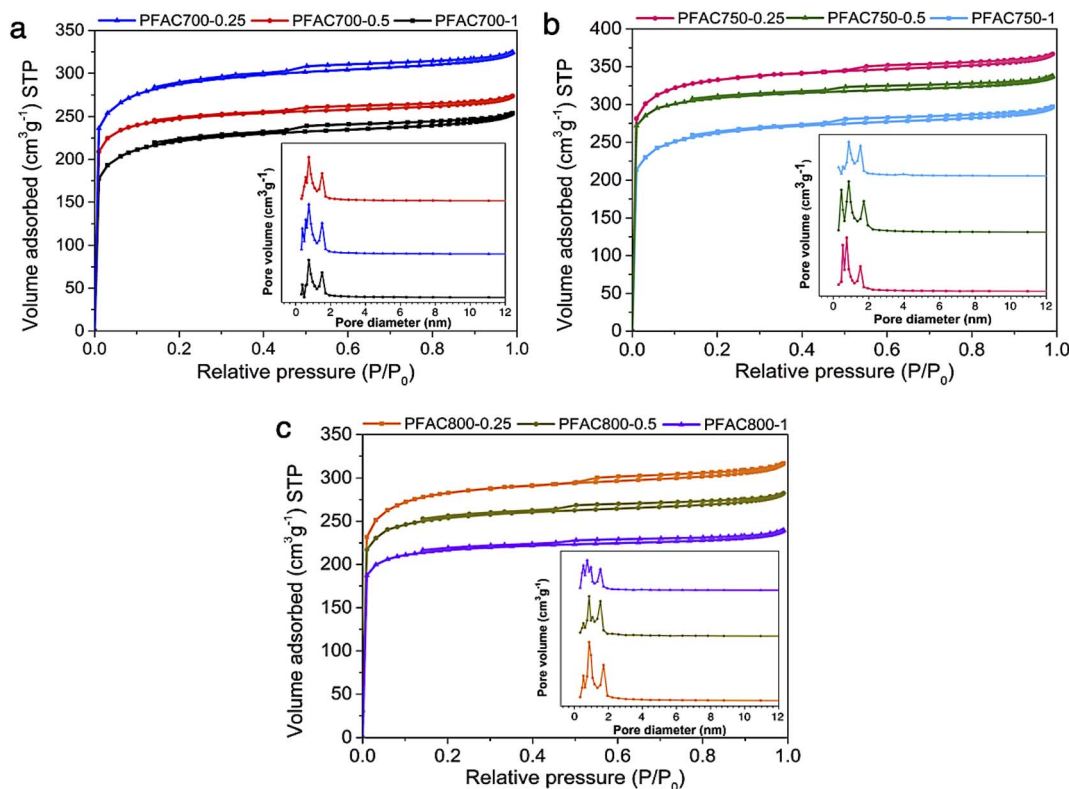 a
PFAC700-0.25 PFAC700-0.5 PFAC700-1
Volume adsorbed (cm³g⁻¹) STP
350
300
250
200
150
100
50
0
0.0 0.2 0.4 0.6 0.8 1.0
Relative pressure (P/P₀)
Pore volume (cm³g-1)
0 2 4 6 8 10 12
Pore diameter (nm)
b
PFAC750-0.25 PFAC750-0.5 PFAC750-1
Volume adsorbed (cm³g⁻¹) STP
400
350
300
250
200
150
100
50
0
0.0 0.2 0.4 0.6 0.8 1.0
Relative pressure (P/P₀)
Pore volume (cm³g-1)
0 2 4 6 8 10 12
Pore diameter (nm)
c
PFAC800-0.25 PFAC800-0.5 PFAC800-1
Volume adsorbed (cm³g⁻¹) STP
350
300
250
200
150
100
50
0
0.0 0.2 0.4 0.6 0.8 1.0
Relative pressure (P/P₀)
Pore volume (cm³g-1)
0 2 4 6 8 10 12
Pore diameter (nm)